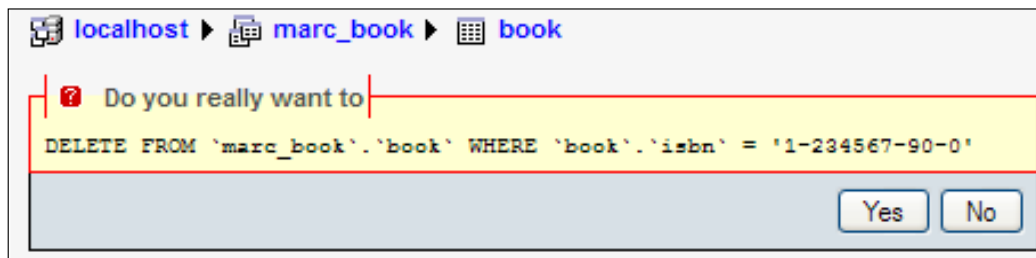 localhost marc_book book
Do you really want to
DELETE FROM `marc_book`.`book` WHERE `book`.`isbn` = '1-234567-90-0'
Yes No